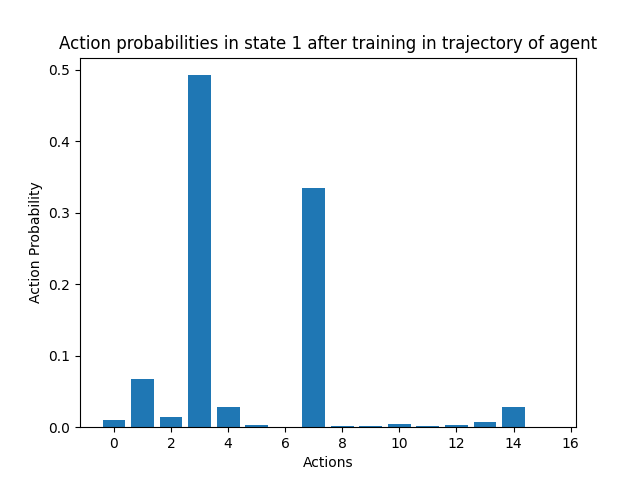 Action probabilities in state 1 after training in trajectory of agent
0.5
0.4
0.3
0.2
0.1
0.0
Action Probability
0 2 4 6 8 10 12 14 16
Actions